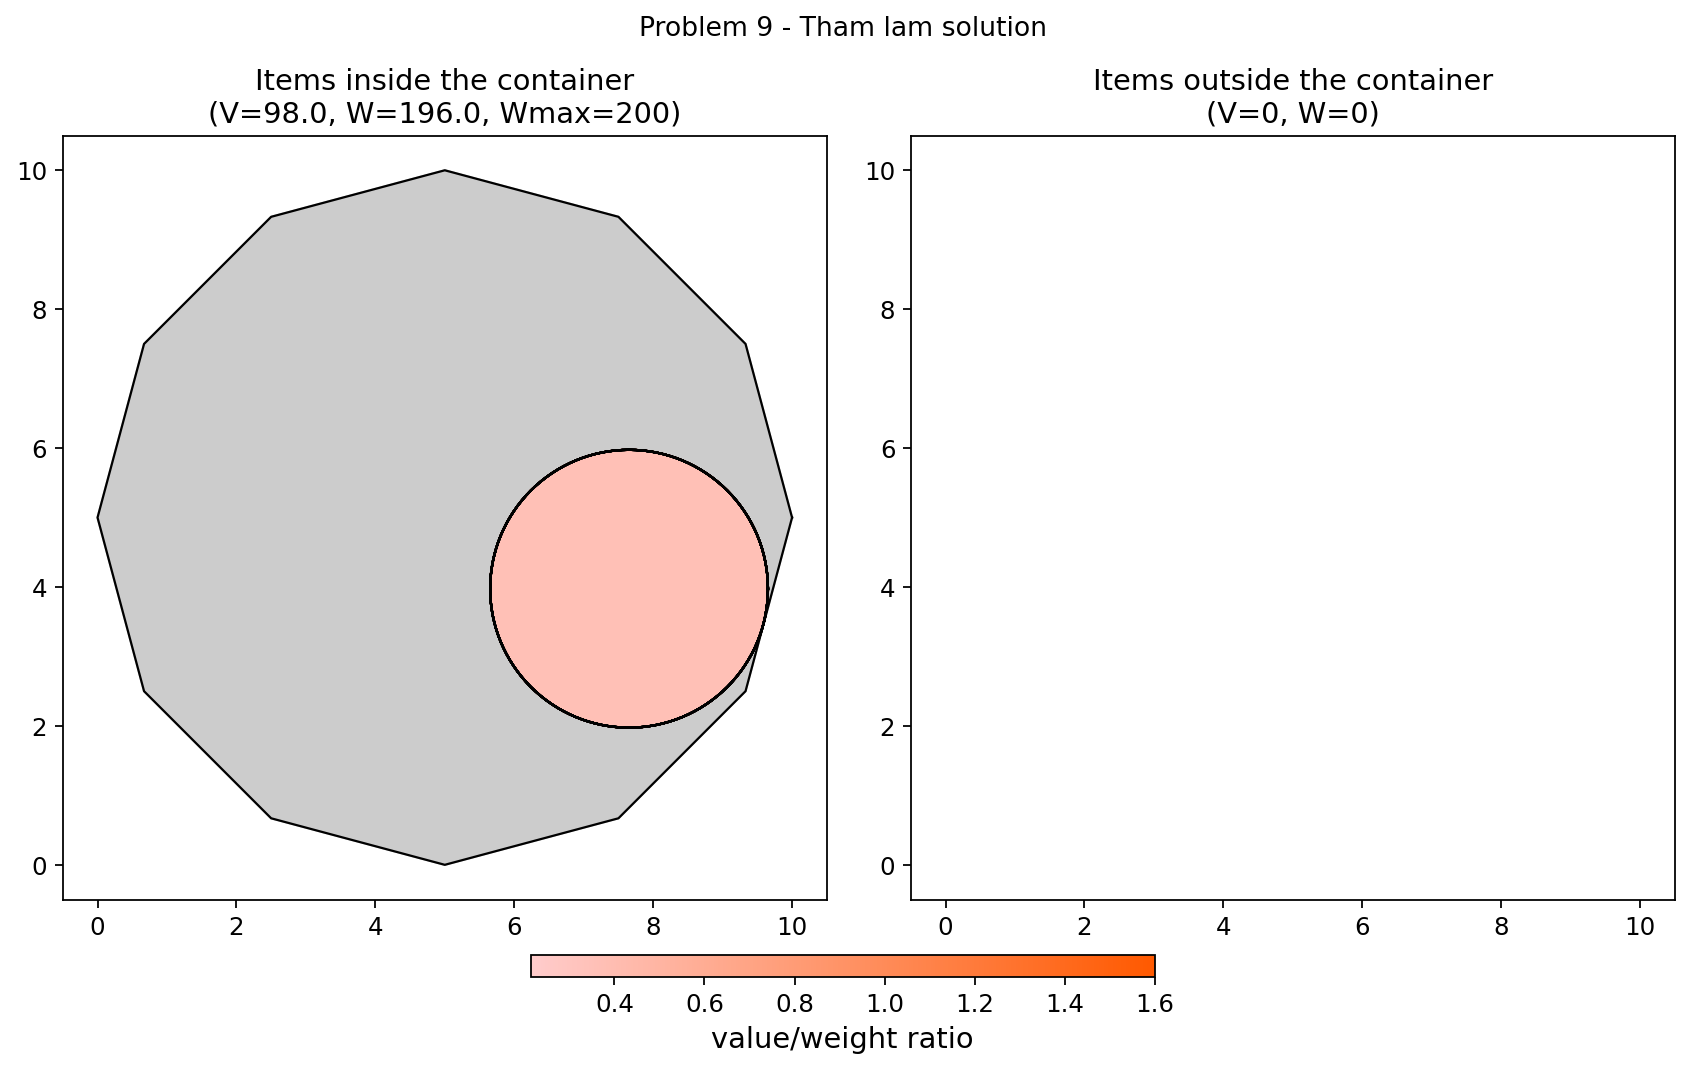 Problem 9 - Tham lam solution
Items inside the container
(V=98.0, W=196.0, Wmax=200)
10
8
6
4
2
0
0 2 4 6 8 10
Items outside the container
(V=0, W=0)
10
8
6
4
2
0
0 2 4 6 8 10
0.4 0.6 0.8 1.0 1.2 1.4 1.6
value/weight ratio